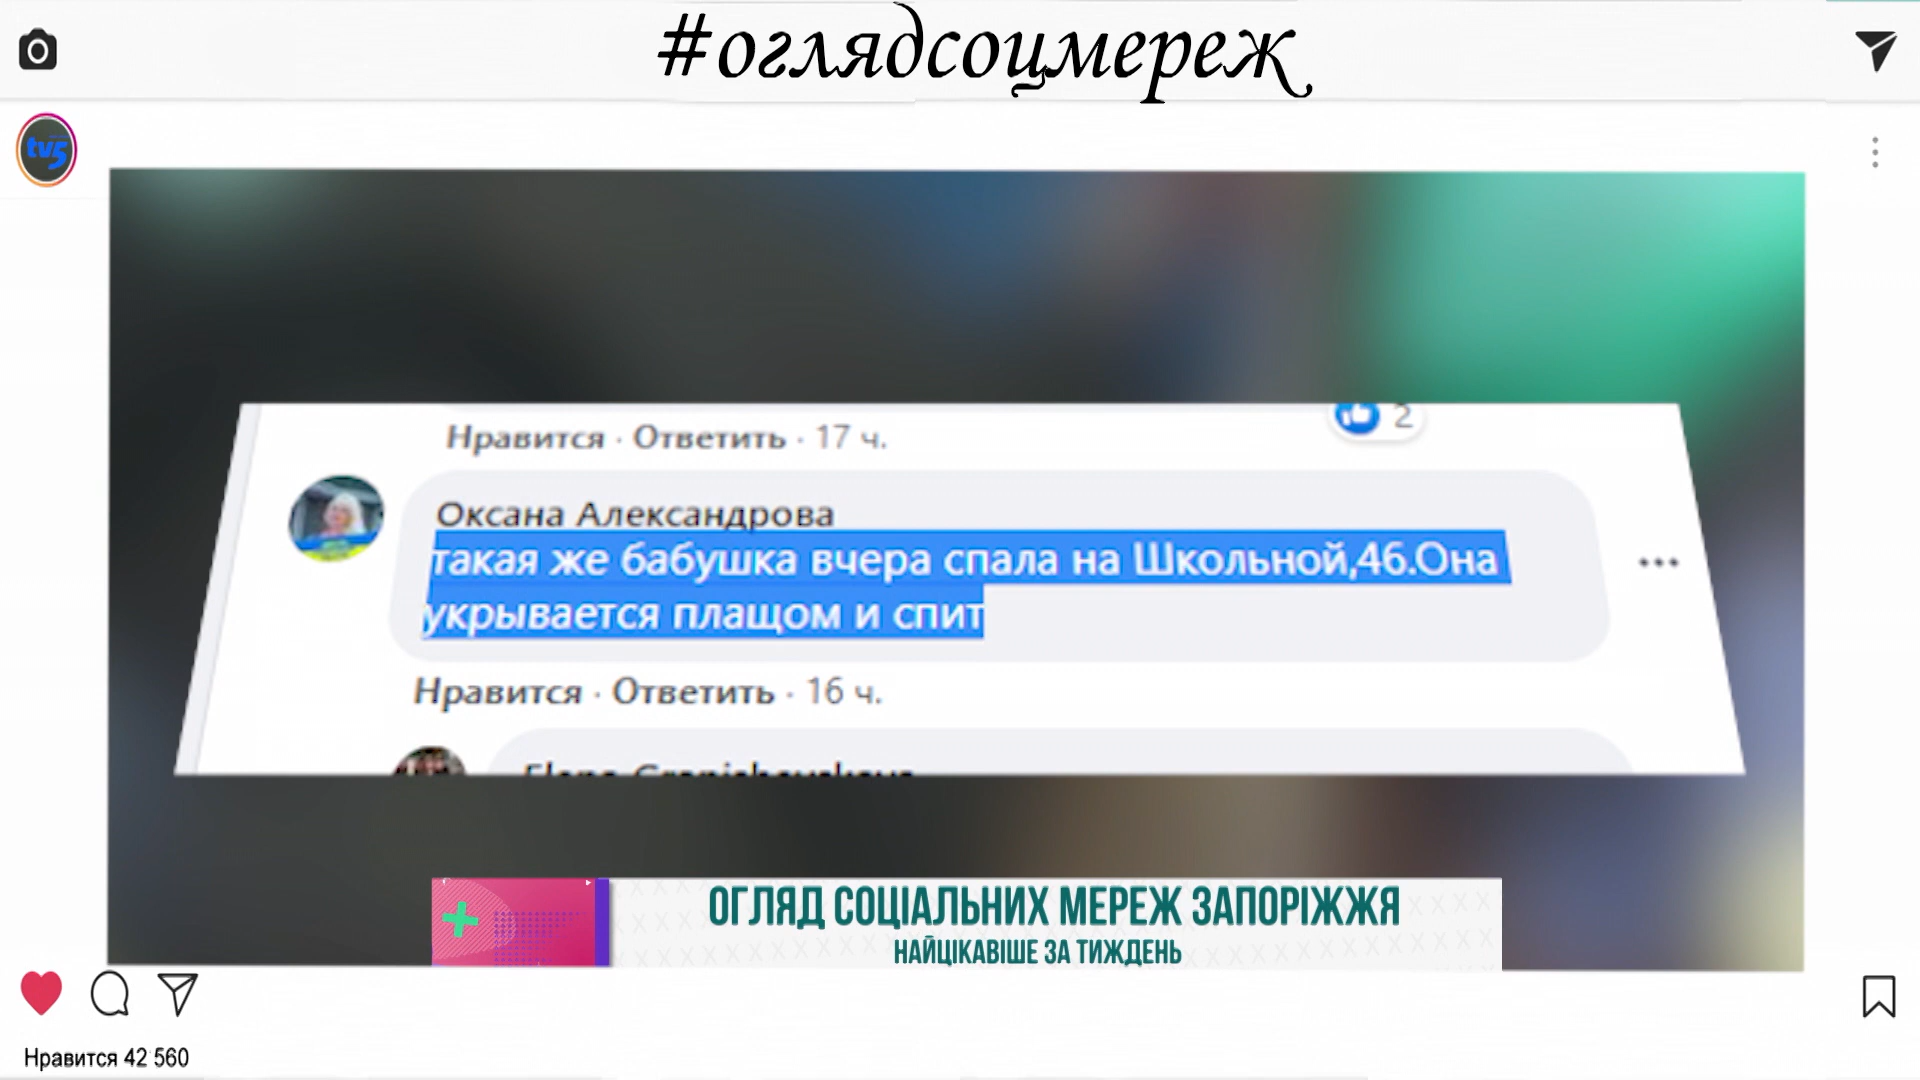 #оглядсоцмереж
tv5
Нравится · Ответить · 17 ч.
2
Оксана Александрова
такая же бабушка вчера спала на Школьной,46.Она
укрывается плащом и спит
Нравится · Ответить · 16 ч.
ОГЛЯД СОЦІАЛЬНИХ МЕРЕЖ ЗАПОРІЖЖЯ
НАЙЦІКАВІШЕ ЗА ТИЖДЕНЬ
Нравится 42 560